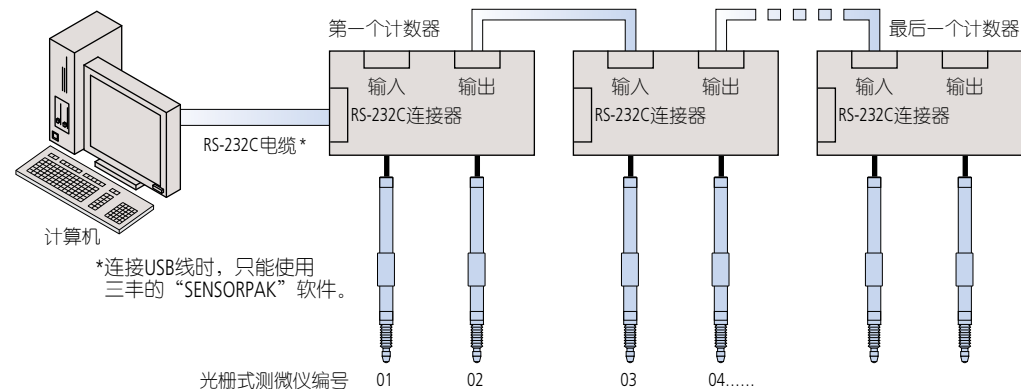 第一个计数器
最后一个计数器
输入 输出
输入 输出
输入 输出
RS-232C连接器
RS-232C连接器
RS-232C连接器
RS-232C电缆*
计算机
*连接USB线时，只能使用
三丰的“SENSORPAK”软件。
光栅式测微仪编号 01 02 03 04......